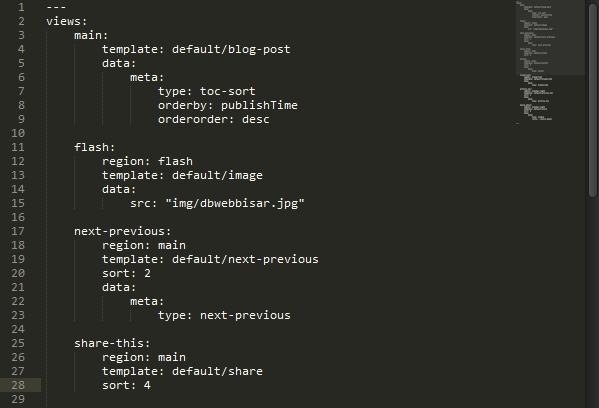 1 ---
2 views:
3     main:
4         template: default/blog-post
5         data:
6             meta:
7                 type: toc-sort
8                 orderby: publishTime
9                 orderorder: desc
10
11     flash:
12         region: flash
13         template: default/image
14         data:
15             src: "img/dbwebbisar.jpg"
16
17     next-previous:
18         region: main
19         template: default/next-previous
20         sort: 2
21         data:
22             meta:
23                 type: next-previous
24
25     share-this:
26         region: main
27         template: default/share
28         sort: 4
29